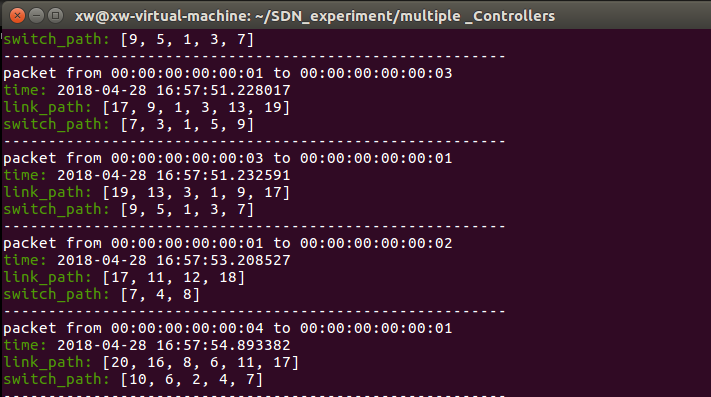 xw@xw-virtual-machine: ~/SDN_experiment/multiple _Controllers
switch_path: [9, 5, 1, 3, 7]
--------------------------------------------------------
packet from 00:00:00:00:00:01 to 00:00:00:00:00:03
time: 2018-04-28 16:57:51.228017
link_path: [17, 9, 1, 3, 13, 19]
switch_path: [7, 3, 1, 5, 9]
--------------------------------------------------------
packet from 00:00:00:00:00:03 to 00:00:00:00:00:01
time: 2018-04-28 16:57:51.232591
link_path: [19, 13, 3, 1, 9, 17]
switch_path: [9, 5, 1, 3, 7]
--------------------------------------------------------
packet from 00:00:00:00:00:01 to 00:00:00:00:00:02
time: 2018-04-28 16:57:53.208527
link_path: [17, 11, 12, 18]
switch_path: [7, 4, 8]
--------------------------------------------------------
packet from 00:00:00:00:00:04 to 00:00:00:00:00:01
time: 2018-04-28 16:57:54.893382
link_path: [20, 16, 8, 6, 11, 17]
switch_path: [10, 6, 2, 4, 7]
--------------------------------------------------------